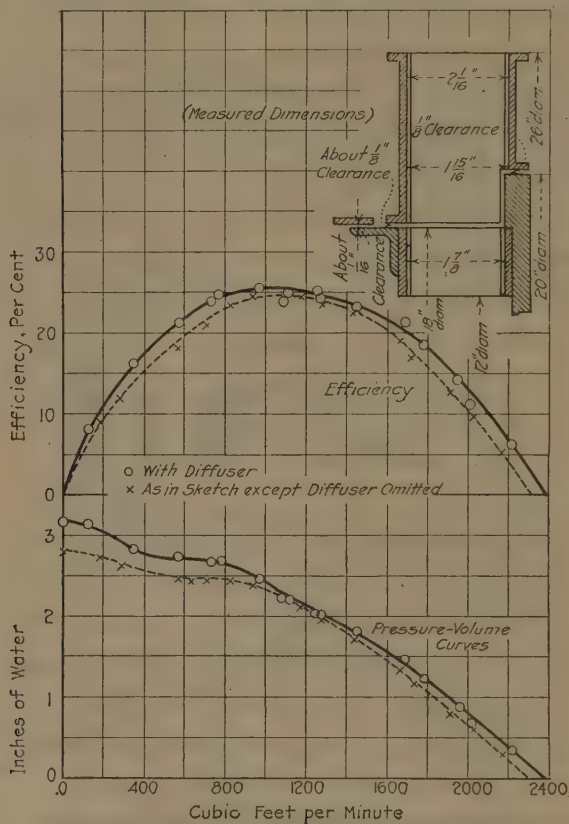 (Measured Dimensions)
2 1/16"
1/8" Clearance
About 1/8"
Clearance
1 15/16"
26" diam
About
1/16"
Clearance
1 7/8"
18"
diam
12" diam
20" diam
Efficiency, Per Cent
30
20
10
0
Efficiency
o With Diffuser
x As in Sketch except Diffuser Omitted
Inches of Water
3
2
1
0
Pressure-Volume
Curves
.0 400 800 1200 1600 2000 2400
Cubic Feet per Minute